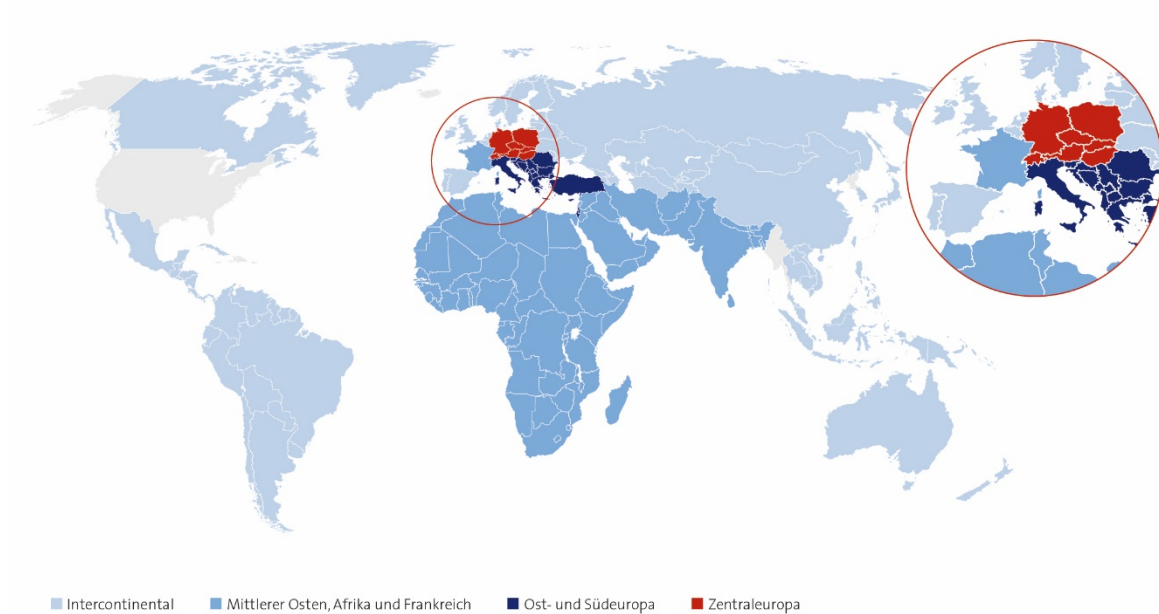 Intercontinental Mittlerer Osten, Afrika und Frankreich Ost- und Südeuropa Zentraleuropa